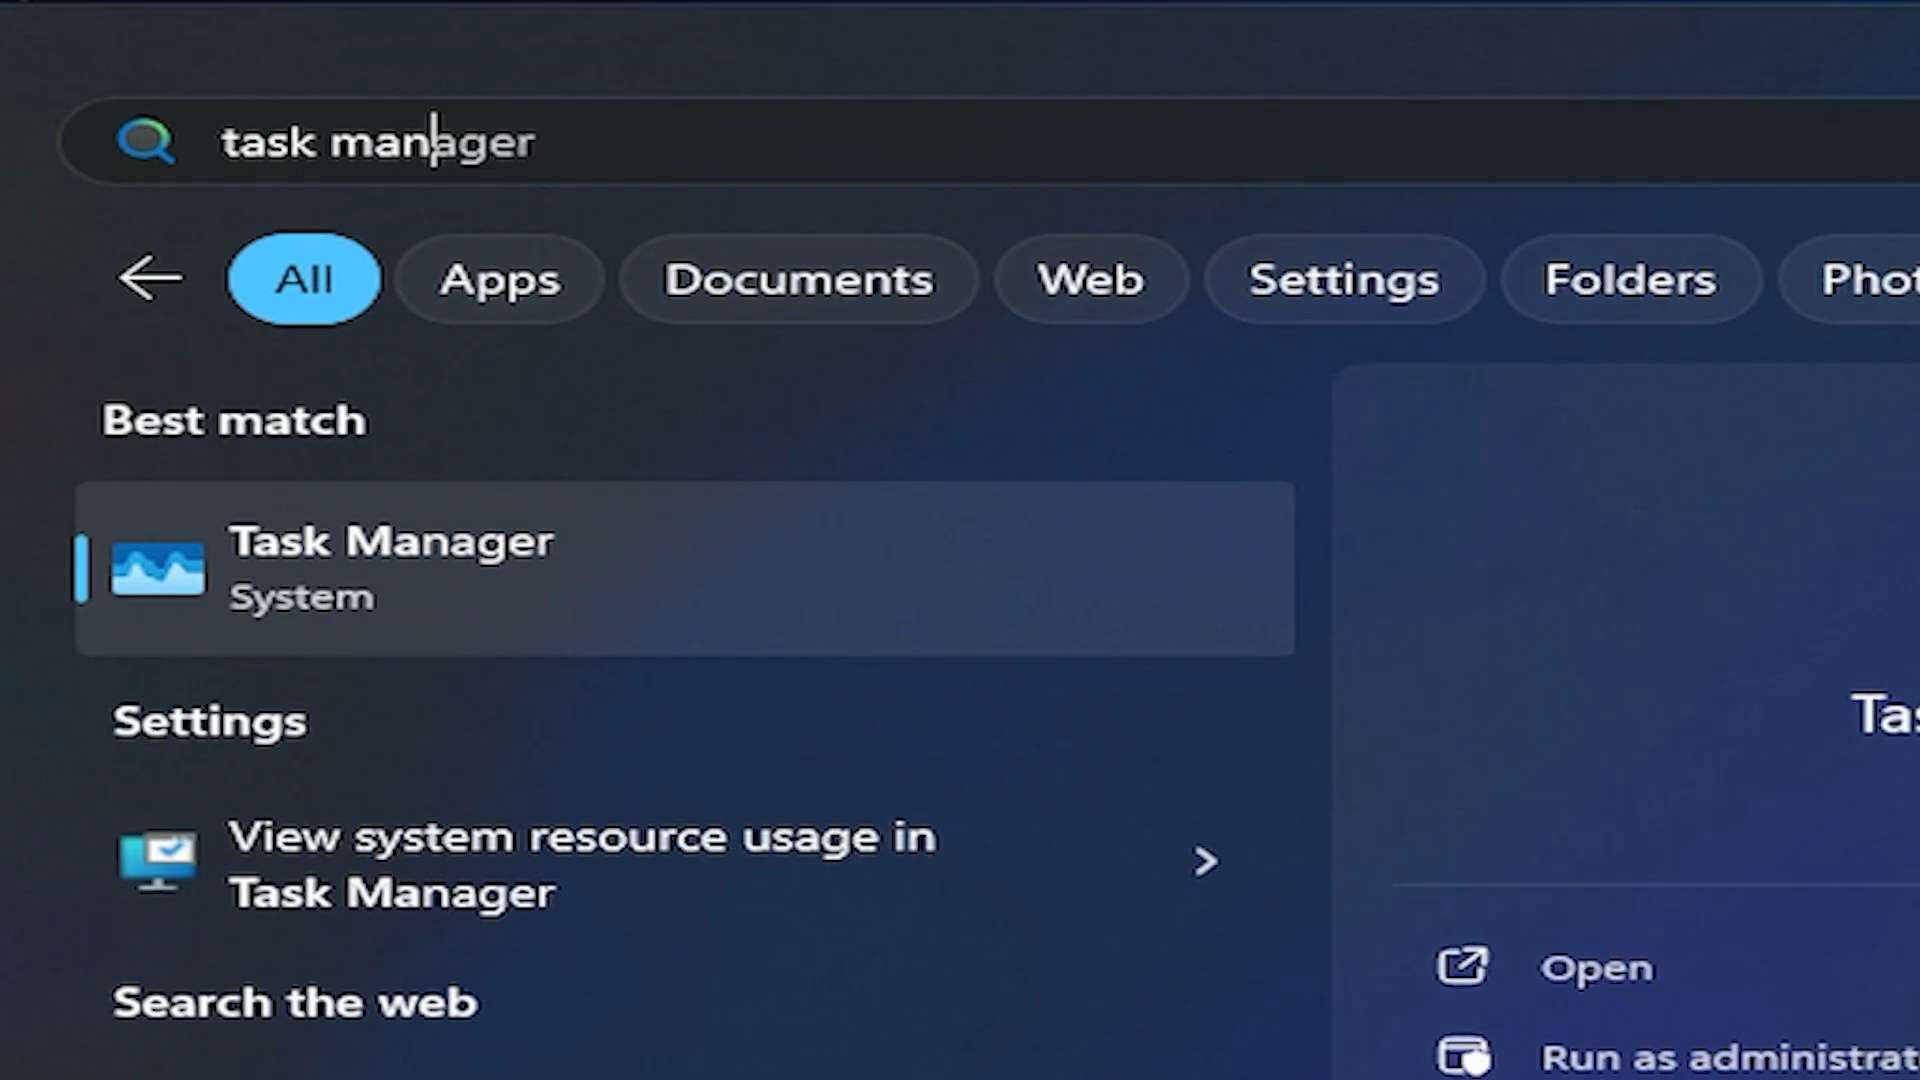 task manager
All Apps Documents Web Settings Folders Phot
Best match
Task Manager
System
Settings
Tas
View system resource usage in
Task Manager
Open
Search the web
Run as administrat